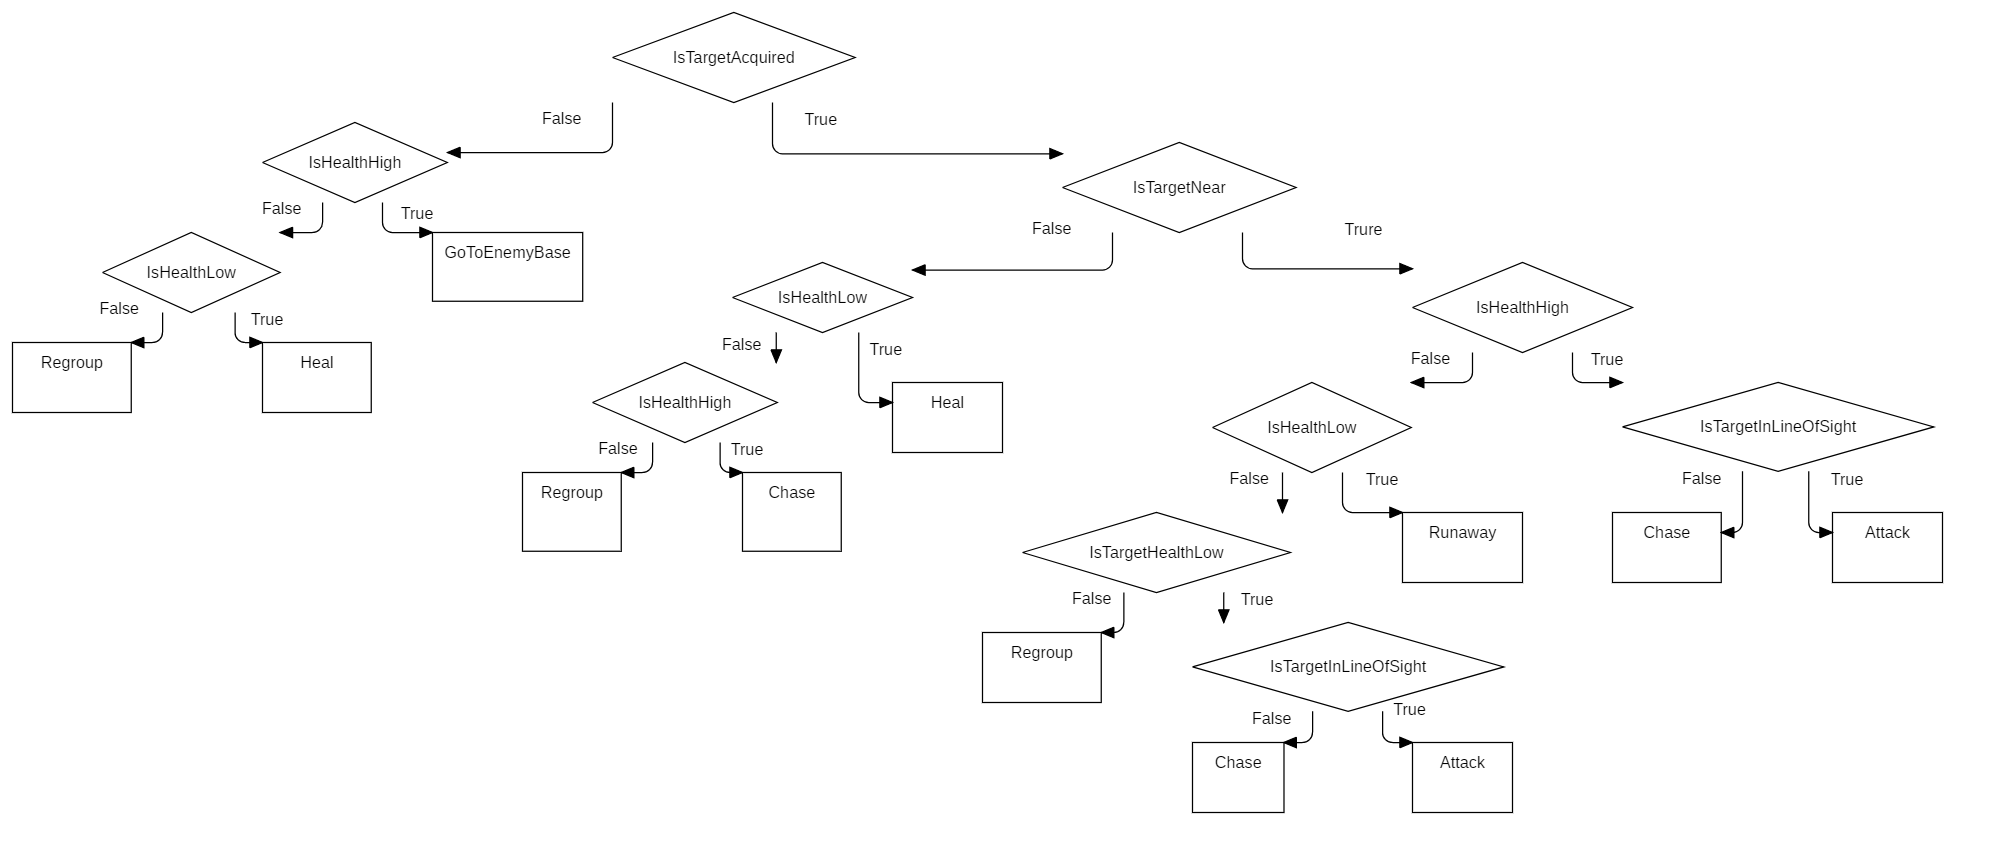 IsTargetAcquired
False
True
IsHealthHigh
IsTargetNear
False
True
False
Trure
IsHealthLow
GoToEnemyBase
IsHealthLow
IsHealthHigh
False
True
False
True
False
True
Regroup
Heal
IsHealthHigh
Heal
IsHealthLow
IsTargetInLineOfSight
False
True
False
True
False
True
Regroup
Chase
IsTargetHealthLow
Runaway
Chase
Attack
False
True
Regroup
IsTargetInLineOfSight
False
True
Chase
Attack